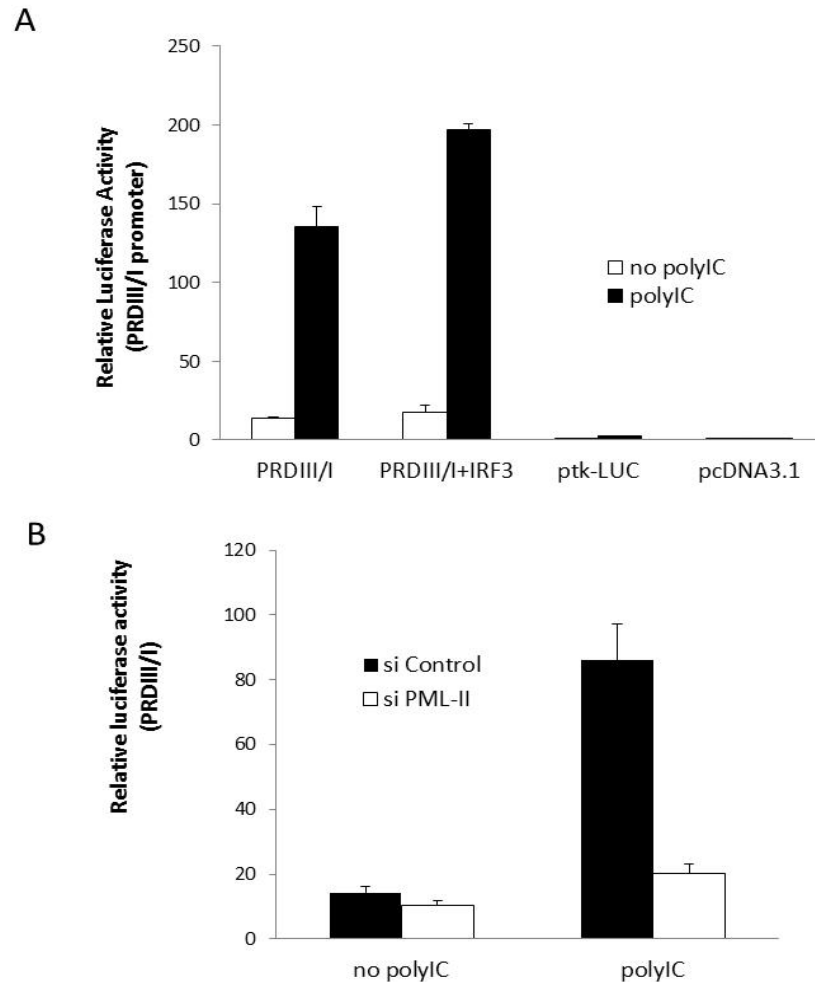 A
250
200
150
100
50
0
Relative Luciferase Activity
(PRDIII/I promoter)
no polyIC
polyIC
PRDIII/I
PRDIII/I+IRF3
ptk-LUC
pcDNA3.1
B
120
100
80
60
40
20
0
Relative luciferase activity
(PRDIII/I)
si Control
si PML-II
no polyIC
polyIC